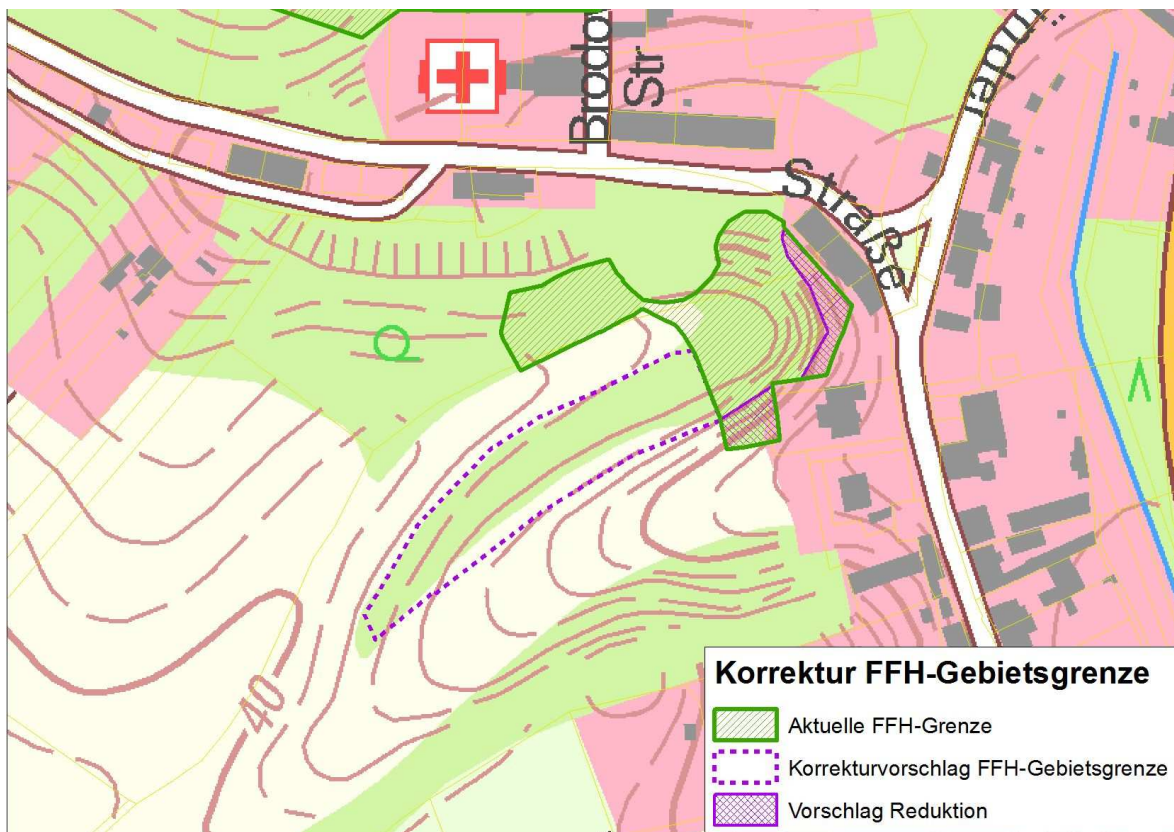 Brodo
Str
Straße
40
Korrektur FFH-Gebietsgrenze
Aktuelle FFH-Grenze
Korrekturvorschlag FFH-Gebietsgrenze
Vorschlag Reduktion